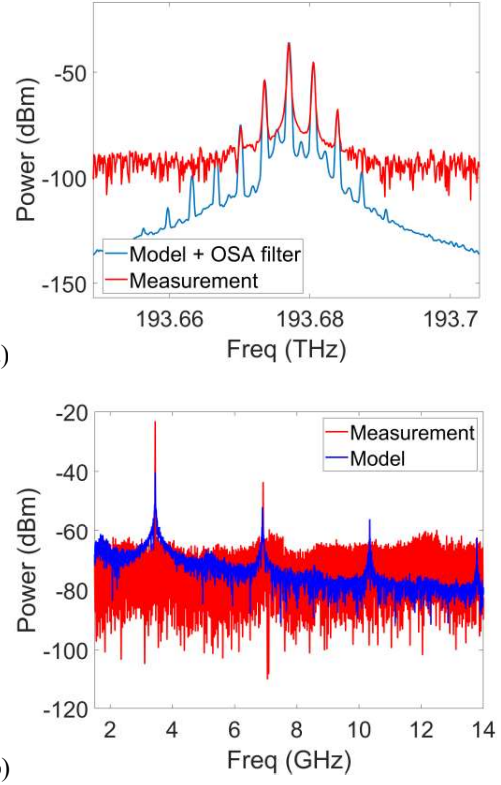 -50
-100
-150
Power (dBm)
Model + OSA filter
Measurement
193.66
193.68
193.7
Freq (THz)
)
-20
-40
-60
-80
-100
-120
Power (dBm)
Measurement
Model
2
4
6
8
10
12
14
Freq (GHz)
)